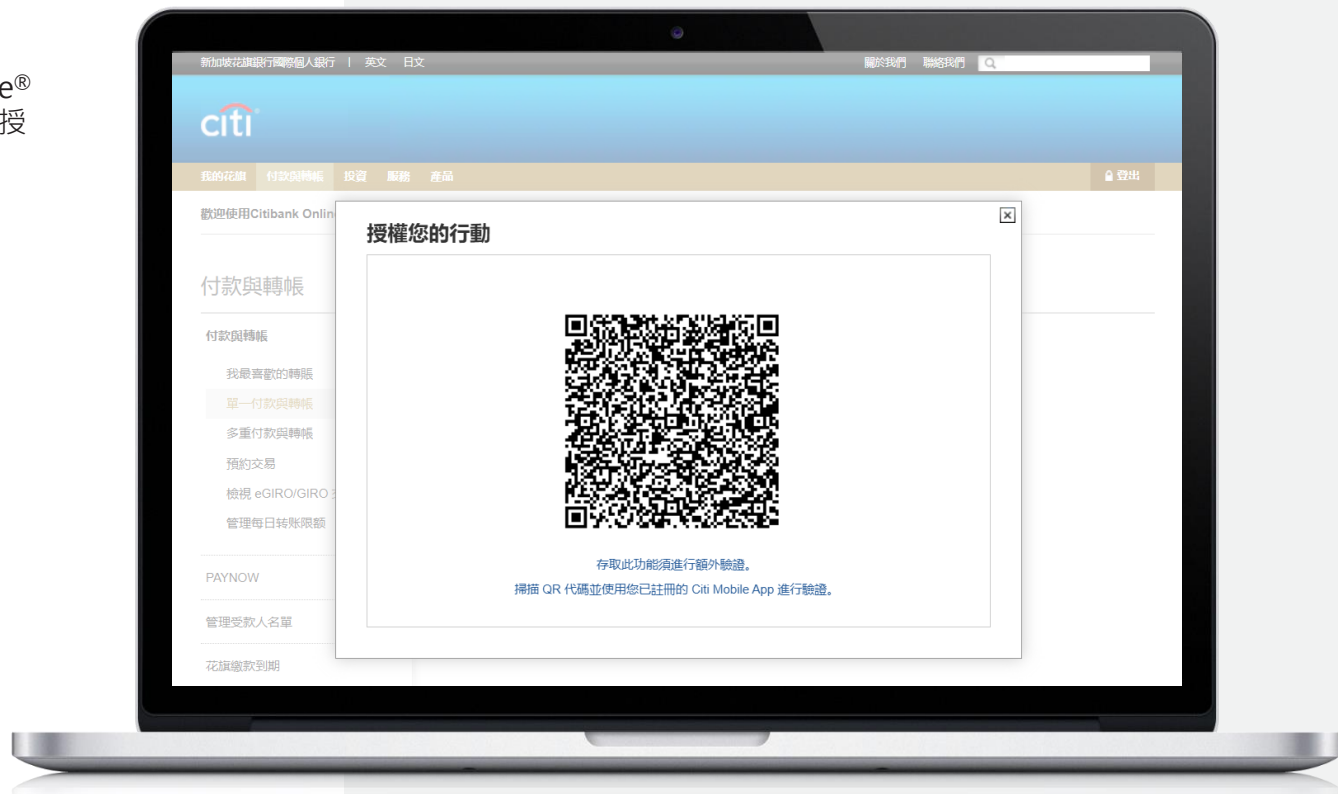 e®
授
新加坡花旗銀行國際個人銀行 | 英文 日文
關於我們 聯絡我們
citi
我的花旗 付款與轉帳 投資 服務 產品
登出
歡迎使用Citibank Onlin
授權您的行動
付款與轉帳
付款與轉帳
我最喜歡的轉賬
單一付款與轉帳
多重付款與轉帳
預約交易
檢視 eGIRO/GIRO
管理每日转账限额
PAYNOW
管理受款人名單
花旗繳款到期
存取此功能須進行額外驗證。
掃描 QR 代碼並使用您已註冊的 Citi Mobile App 進行驗證。